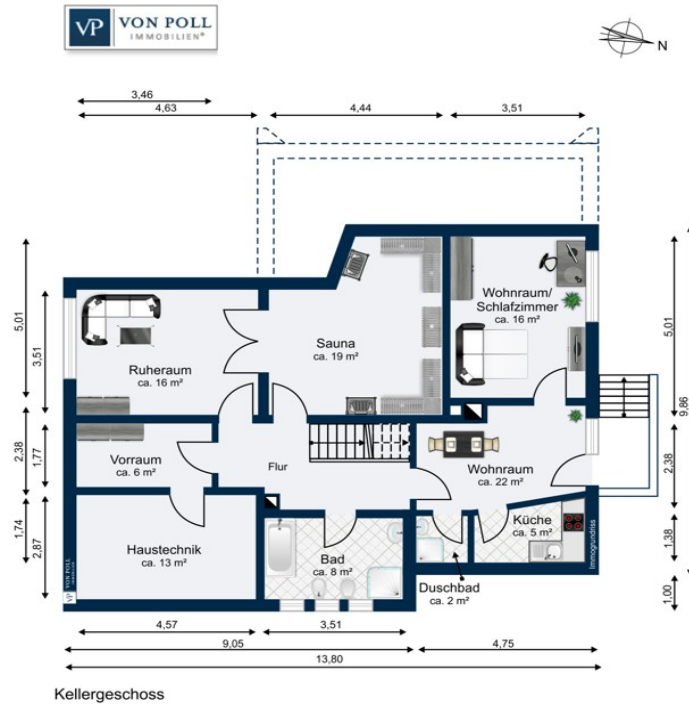 VP VON POLL
IMMOBILIEN®
N
3,46
4,63
4,44
3,51
5,01
3,51
2,38
1,77
1,74
2,87
Wohnraum/
Schlafzimmer
ca. 16 m²
Sauna
ca. 19 m²
Ruheraum
ca. 16 m²
Vorraum
ca. 6 m²
Flur
Wohnraum
ca. 22 m²
Küche
ca. 5 m²
Haustechnik
ca. 13 m²
Bad
ca. 8 m²
Duschbad
ca. 2 m²
Immogrundriss
5,01
9,86
2,38
1,38
1,00
VP VON POLL
4,57
3,51
9,05
4,75
13,80
Kellergeschoss